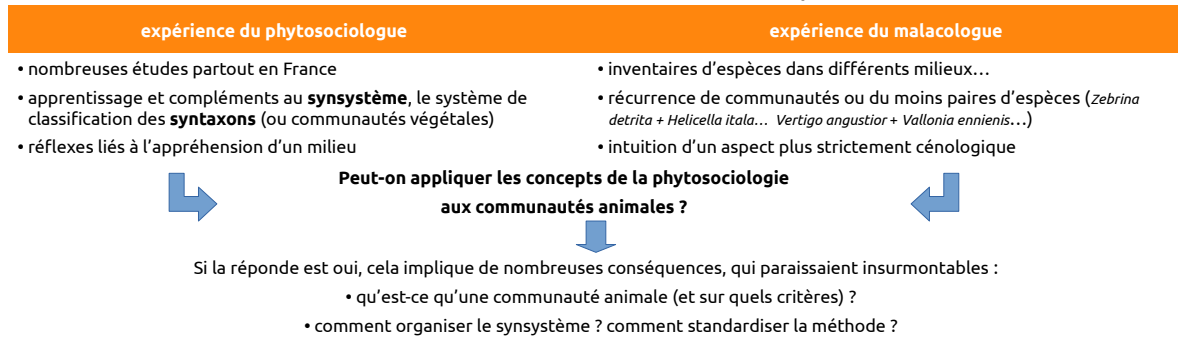 expérience du phytosociologue
expérience du malacologue
• nombreuses études partout en France
• apprentissage et compléments au synsystème, le système de
classification des syntaxons (ou communautés végétales)
• réflexes liés à l’appréhension d’un milieu
• inventaires d’espèces dans différents milieux…
• récurrence de communautés ou du moins paires d’espèces (Zebrina
detrita + Helicella itala… Vertigo angustior + Vallonia enniensis…)
• intuition d’un aspect plus strictement cénologique
Peut-on appliquer les concepts de la phytosociologie
aux communautés animales ?
Si la réponde est oui, cela implique de nombreuses conséquences, qui paraissaient insurmontables :
• qu’est-ce qu’une communauté animale (et sur quels critères) ?
• comment organiser le synsystème ? comment standardiser la méthode ?